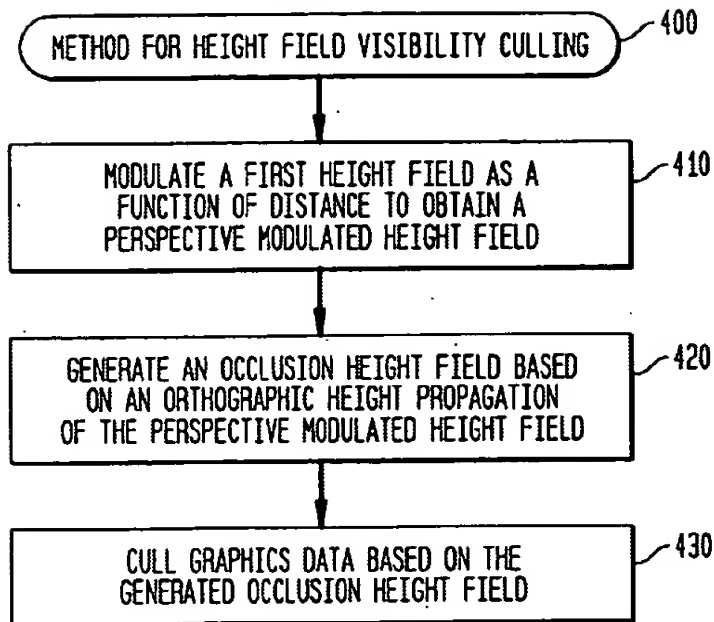 METHOD FOR HEIGHT FIELD VISIBILITY CULLING
400
MODULATE A FIRST HEIGHT FIELD AS A
FUNCTION OF DISTANCE TO OBTAIN A
PERSPECTIVE MODULATED HEIGHT FIELD
410
GENERATE AN OCCLUSION HEIGHT FIELD BASED
ON AN ORTHOGRAPHIC HEIGHT PROPAGATION
OF THE PERSPECTIVE MODULATED HEIGHT FIELD
420
CULL GRAPHICS DATA BASED ON THE
GENERATED OCCLUSION HEIGHT FIELD
430